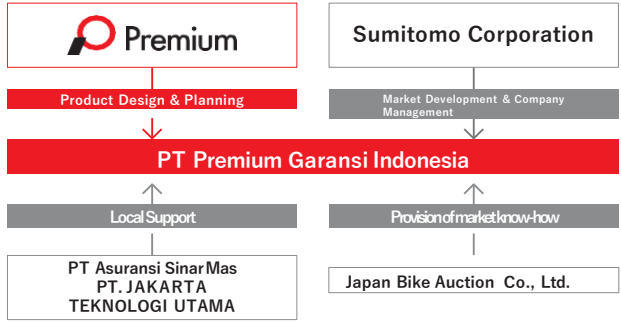 Premium
Sumitomo Corporation
Product Design & Planning
Market Development & Company
Management
PT Premium Garansi Indonesia
Local Support
Provision of market know-how
PT Asuransi Sinar Mas
PT. JAKARTA
TEKNOLOGI UTAMA
Japan Bike Auction Co., Ltd.